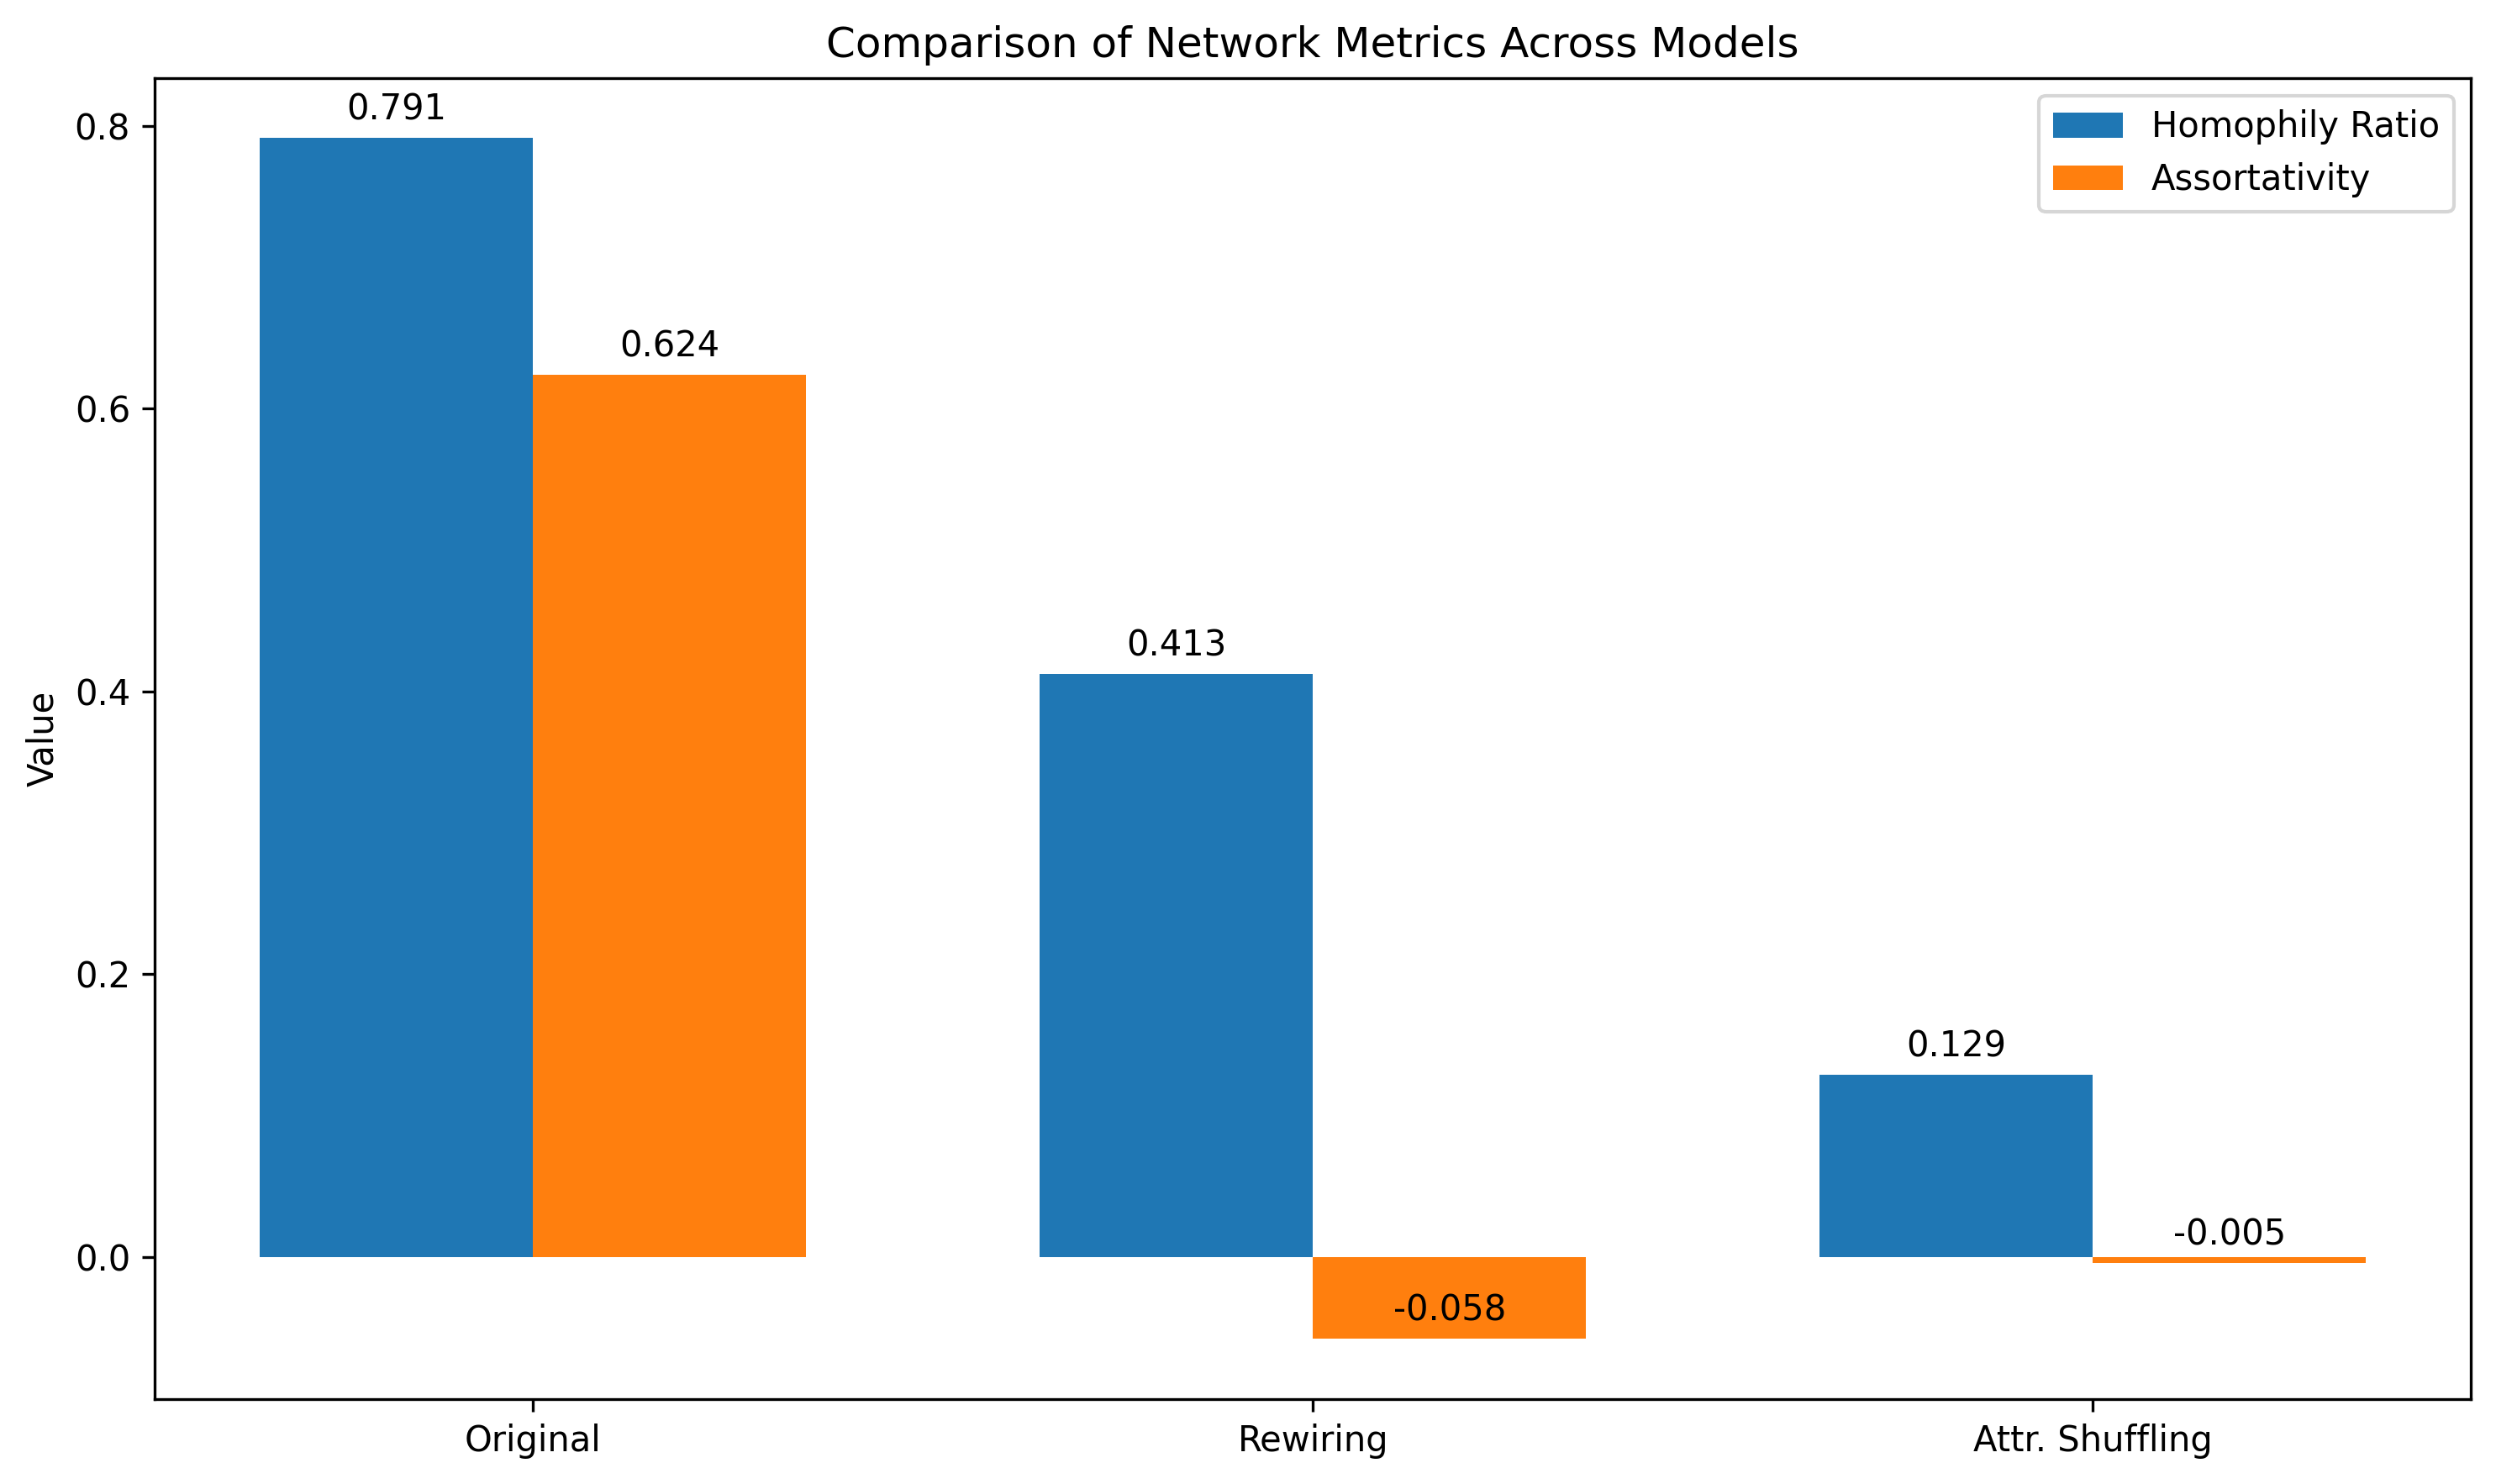 Comparison of Network Metrics Across Models
Homophily Ratio
Assortativity
Value
0.8
0.6
0.4
0.2
0.0
0.791
0.624
0.413
-0.058
0.129
-0.005
Original
Rewiring
Attr. Shuffling